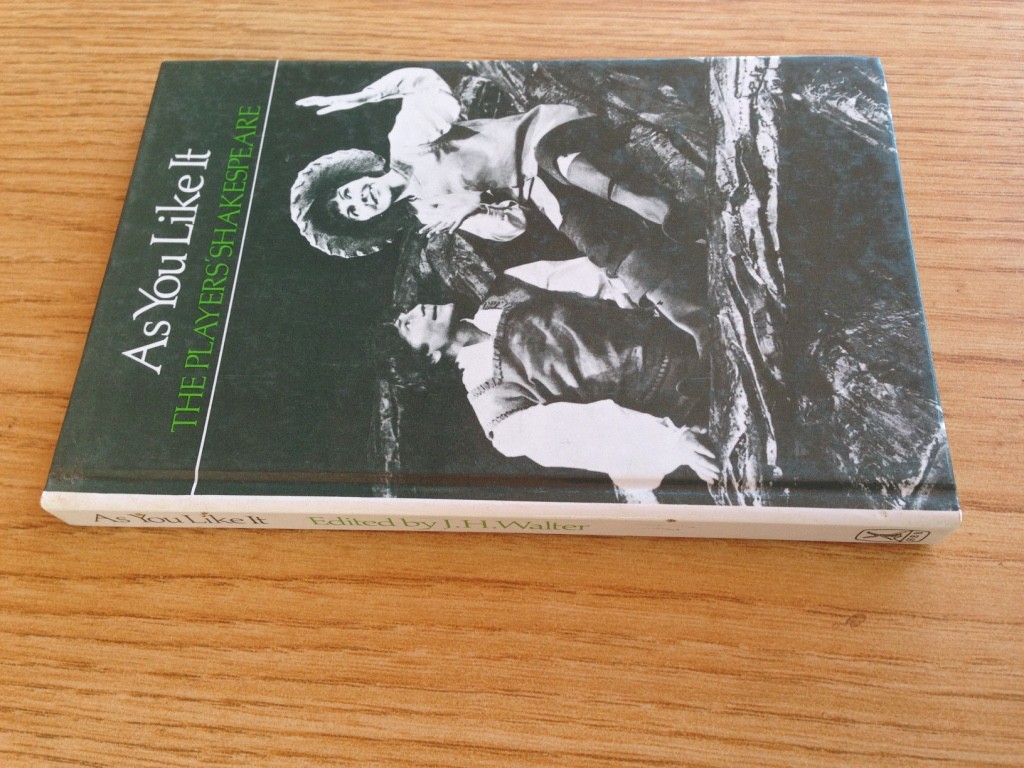 As You Like It
THE PLAYERS' SHAKESPEARE
As You Like It Edited by J.H.Walter